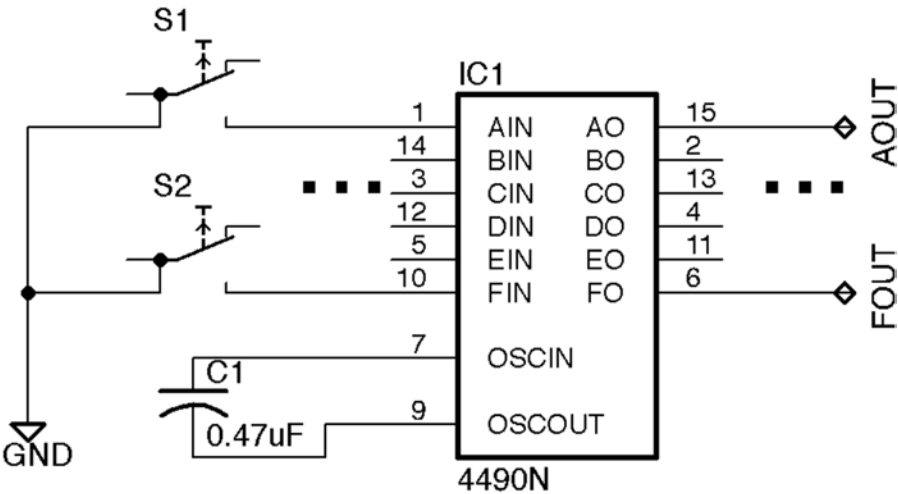 S1
IC1
1 AIN AO 15 AOUT
14 BIN BO 2
S2 3 CIN CO 13
12 DIN DO 4
5 EIN EO 11
10 FIN FO 6 FOUT
7 OSCIN
C1
9 OSCOUT
0.47uF
GND
4490N